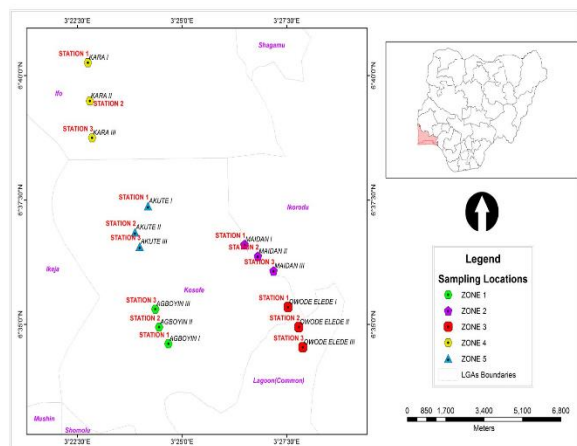 3°22'30"E 3°25'0"E 3°27'30"E
6°40'0"N
6°37'30"N
6°35'0"N
Shagamu
STATION 1 KARA I
Ifo
KARA II
STATION 2
STATION 3 KARA III
STATION 1 AKUTE I
Ikorodu
STATION 2 AKUTE II
STATION 3 AKUTE III
STATION 1 MAIDAN I
STATION 2 MAIDAN II
STATION 3 MAIDAN III
Ikeja
Kosofe
STATION 3 AGBOYIN III
STATION 2 AGBOYIN II
STATION 1 AGBOYIN I
STATION 1 OWODE ELEDE I
STATION 2 OWODE ELEDE II
STATION 3 OWODE ELEDE III
Lagoon(Common)
Mushin
Shomolu
3°22'30"E 3°25'0"E 3°27'30"E
6°40'0"N
6°37'30"N
6°35'0"N
Legend
Sampling Locations
ZONE 1
ZONE 2
ZONE 3
ZONE 4
ZONE 5
LGAs Boundaries
0 850 1,700 3,400 5,100 6,800
Meters